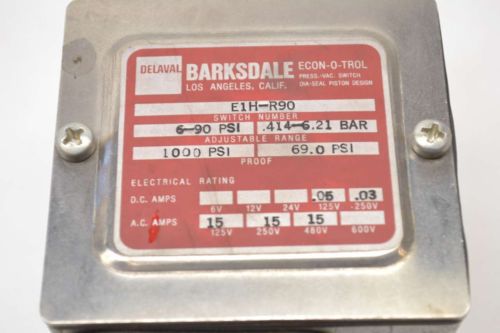 DELAVAL BARKSDALE ECON-O-TROL
LOS ANGELES, CALIF. PRESS.-VAC. SWITCH
DIA-SEAL PISTON DESIGN
E1H-R90
SWITCH NUMBER
6-90 PSI .414-6.21 BAR
ADJUSTABLE RANGE
1000 PSI 69.0 PSI
PROOF
ELECTRICAL RATING
D.C. AMPS .05 .03
6V 12V 24V 125V -250V
A.C. AMPS 15 15 15
125V 250V 480V 600V